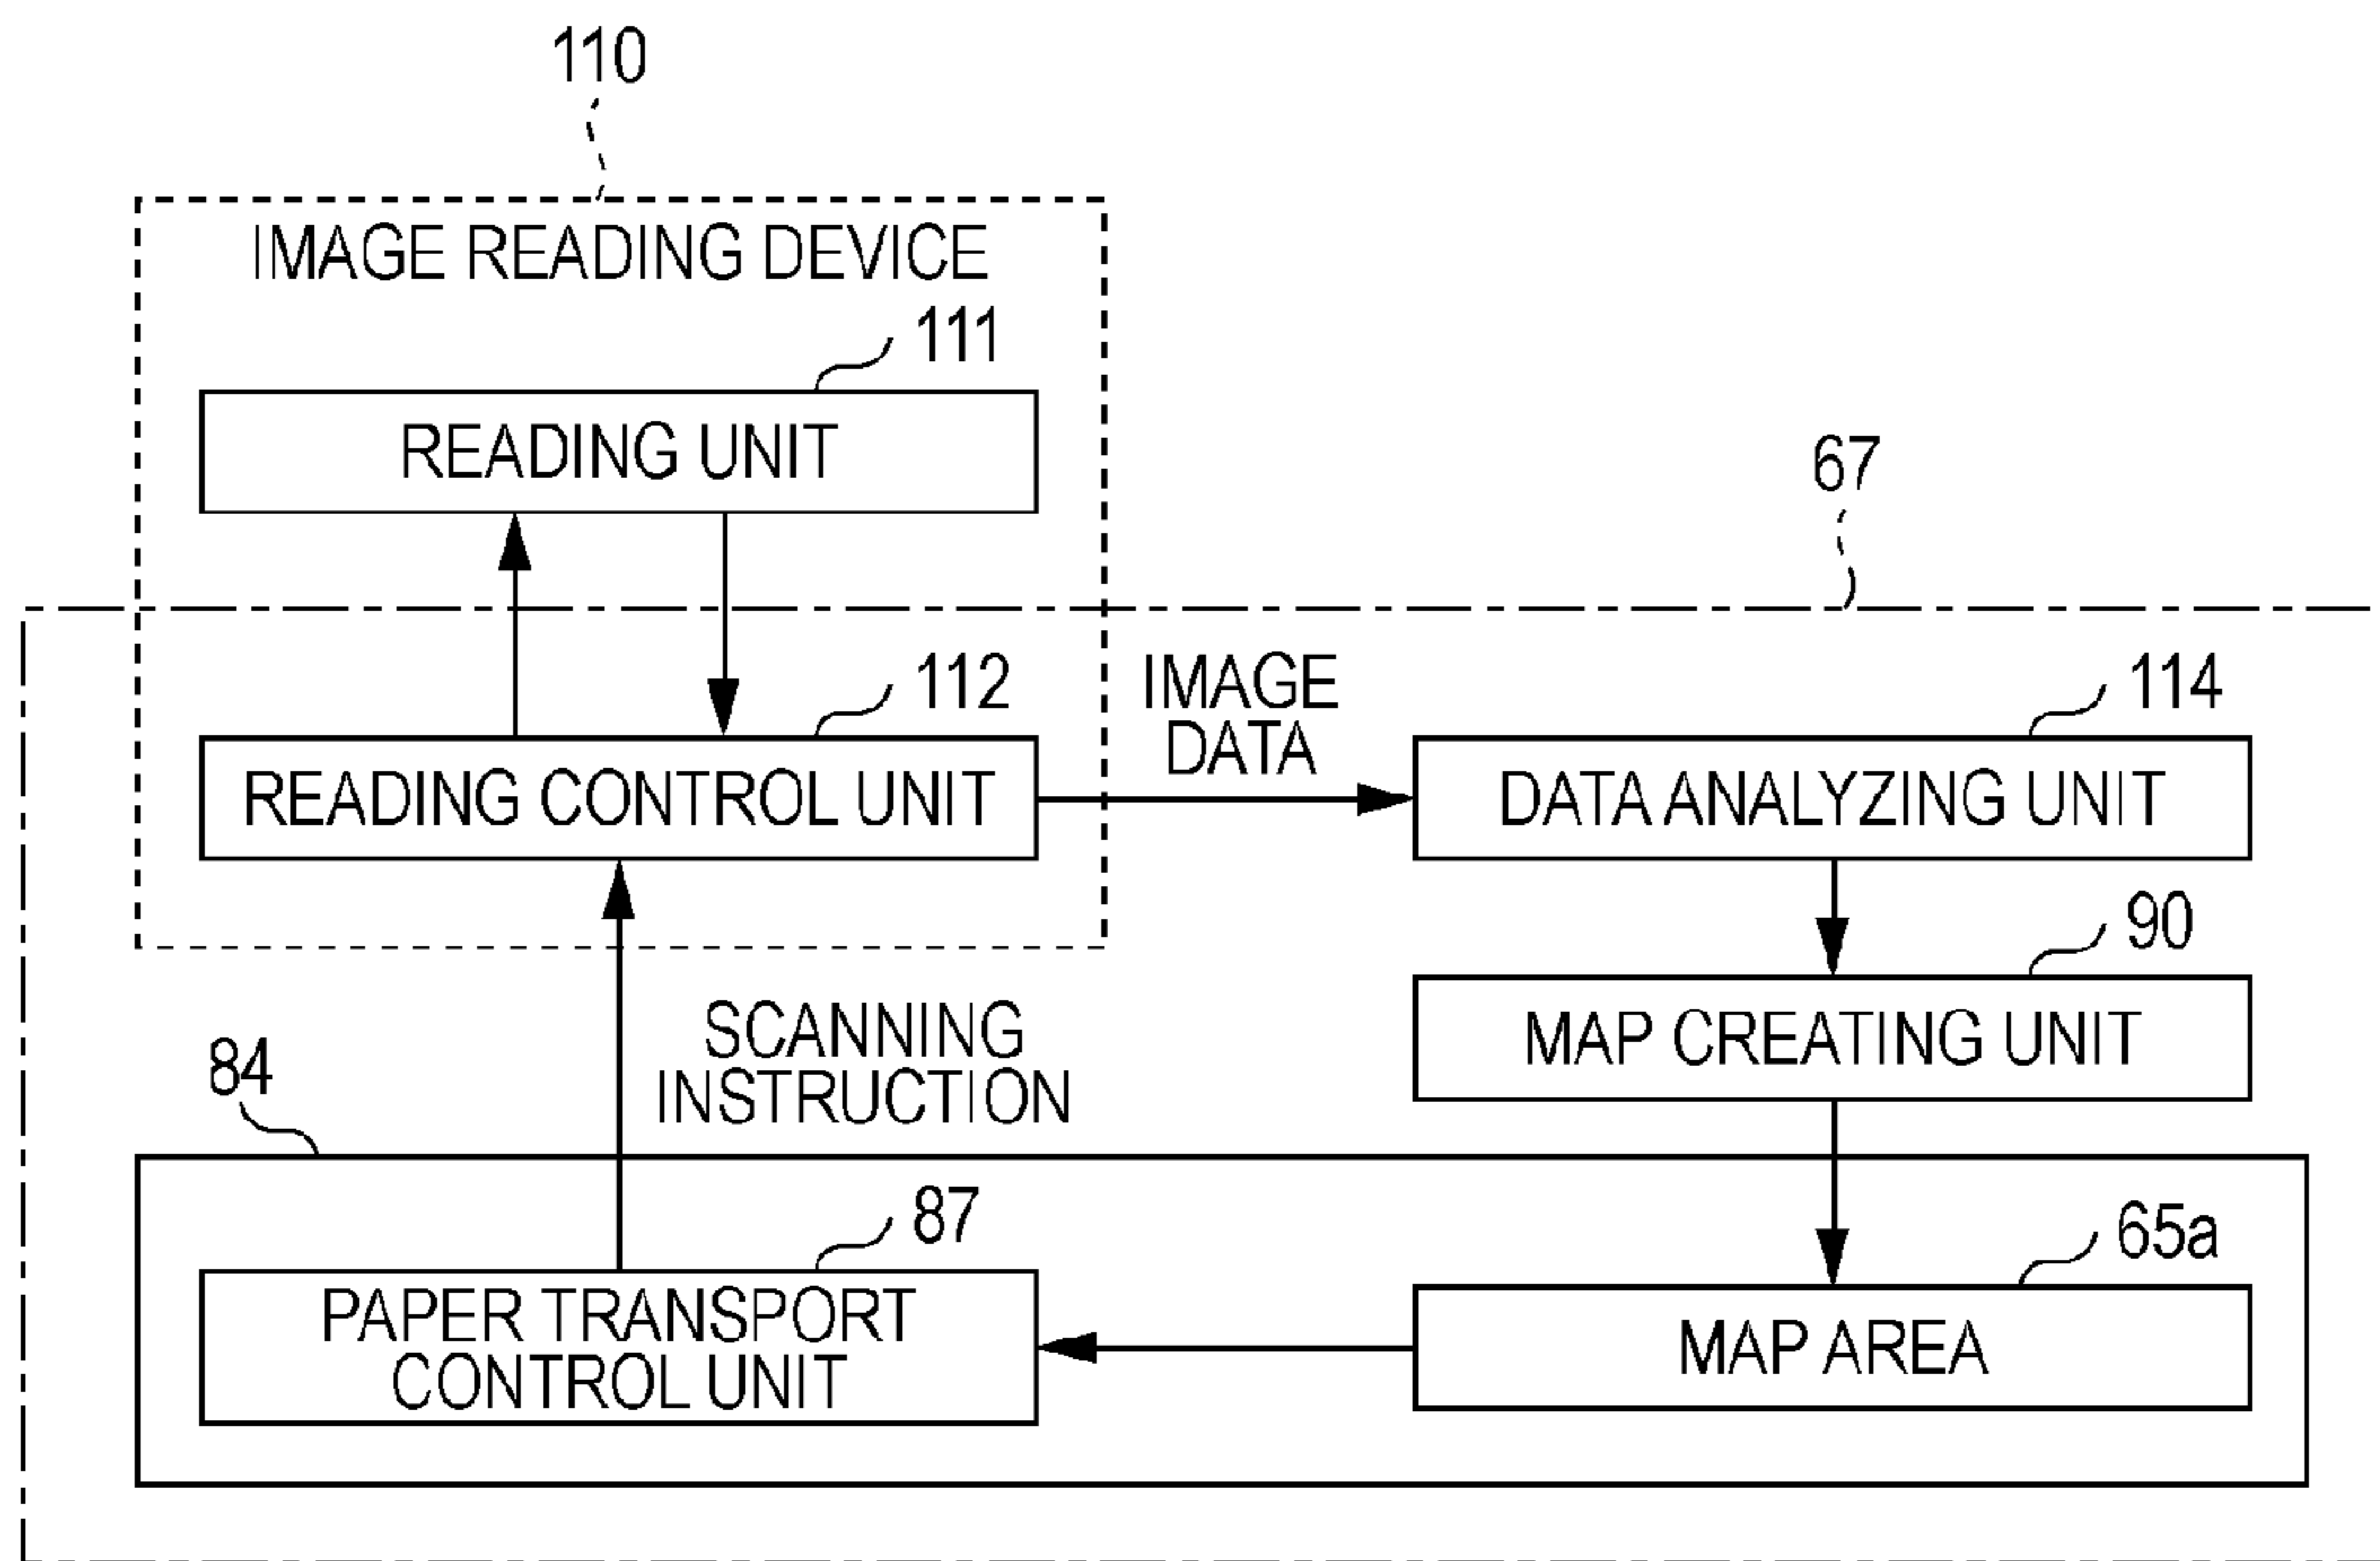 110
IMAGE READING DEVICE
111
READING UNIT
67
112
READING CONTROL UNIT
IMAGE
DATA
114
DATA ANALYZING UNIT
90
MAP CREATING UNIT
SCANNING
INSTRUCTION
84
87
PAPER TRANSPORT
CONTROL UNIT
65a
MAP AREA